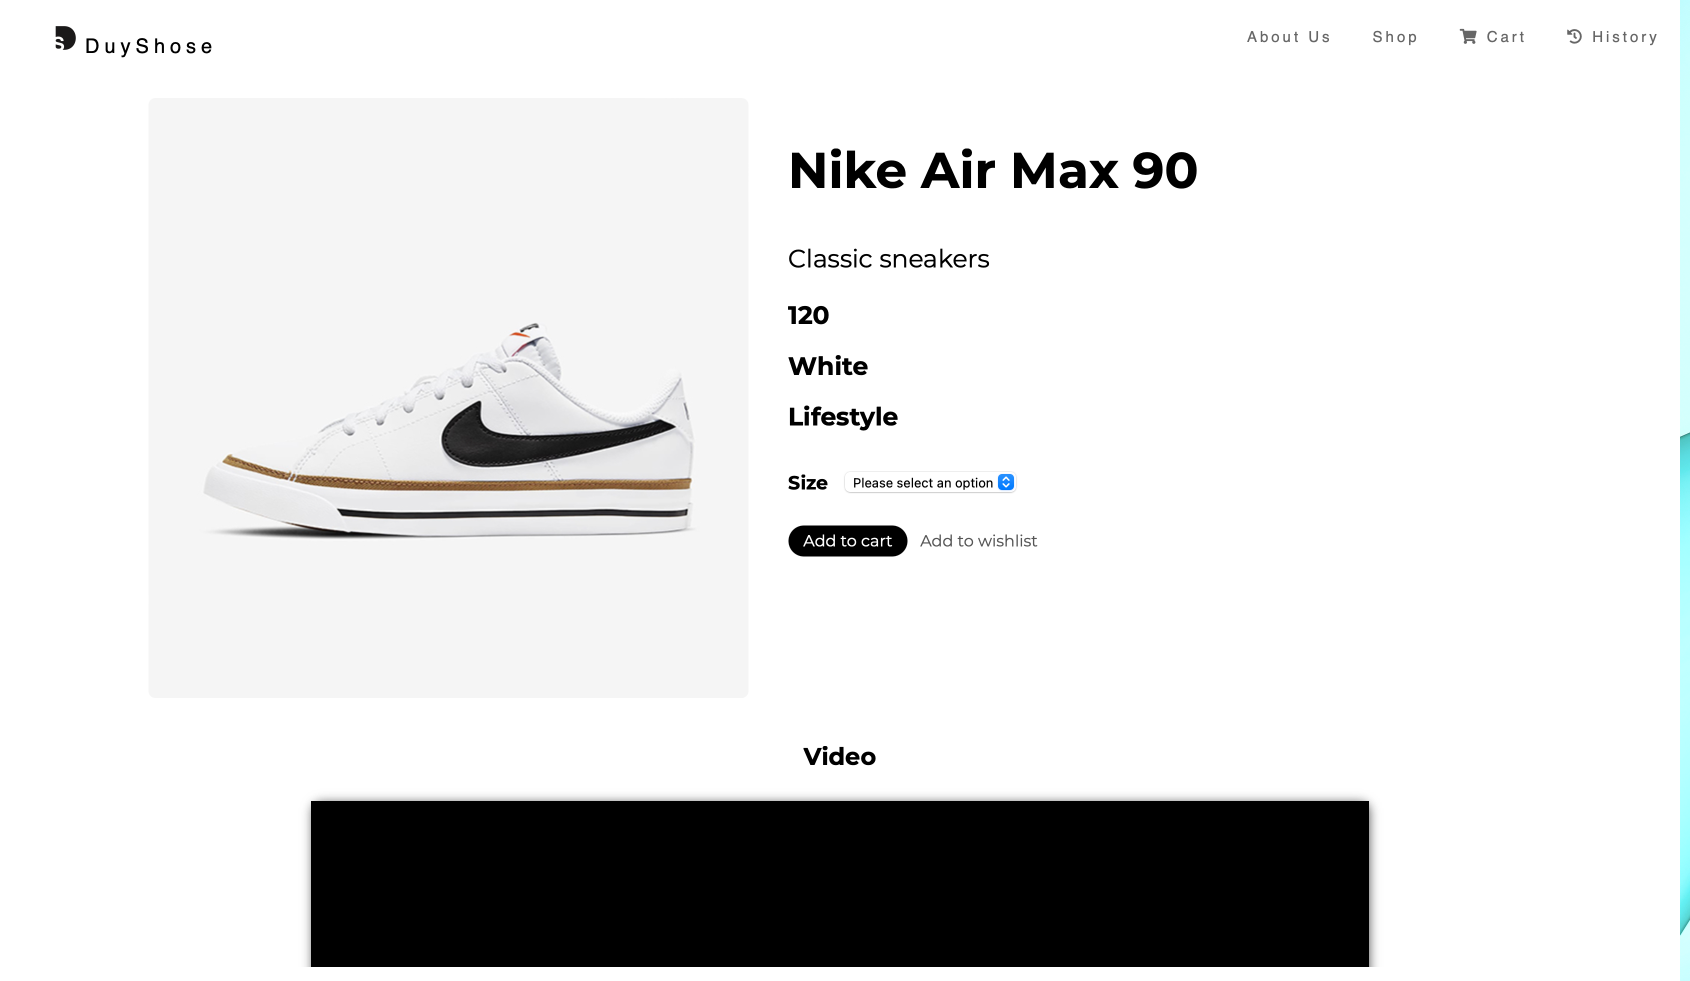 DuyShose
About Us
Shop
Cart
History
Nike Air Max 90
Classic sneakers
120
White
Lifestyle
Size
Please select an option
Add to cart
Add to wishlist
Video